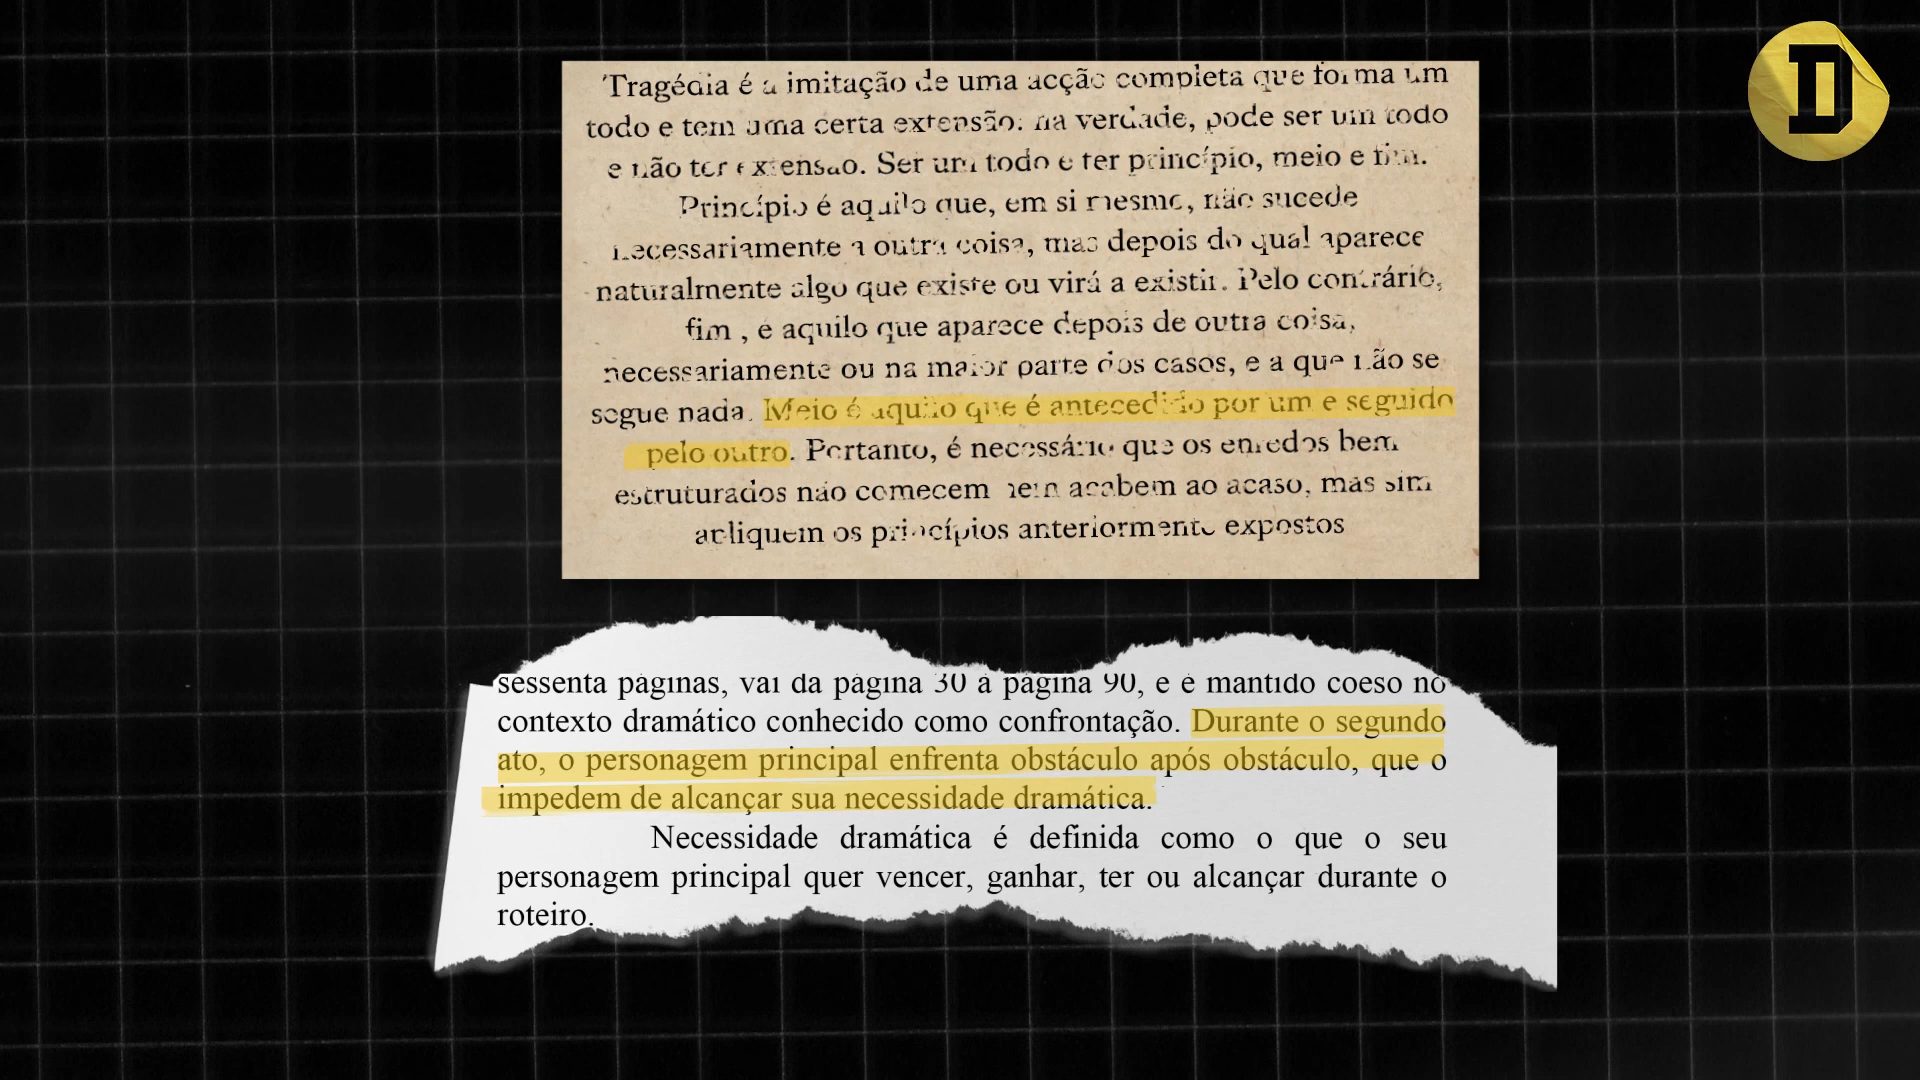 Tragédia é a imitação de uma acção completa que forma um
todo e tem uma certa extensão: na verdade, pode ser um todo
e não ter extensão. Ser um todo e ter princípio, meio e fim.
Princípio é aquilo que, em si mesmo, não sucede
necessariamente a outra coisa, mas depois do qual aparece
naturalmente algo que existe ou virá a existir. Pelo contrário,
fim , e aquilo que aparece depois de outra coisa,
necessariamente ou na maior parte dos casos, e a que não se
segue nada. Meio é aquilo que é antecedido por um e seguido
pelo outro. Portanto, é necessário que os enredos bem
estruturados não comecem nem acabem ao acaso, mas sim
apliquem os princípios anteriormente expostos
sessenta páginas, vai da página 30 à página 90, e é mantido coeso no
contexto dramático conhecido como confrontação. Durante o segundo
ato, o personagem principal enfrenta obstáculo após obstáculo, que o
impedem de alcançar sua necessidade dramática.
Necessidade dramática é definida como o que o seu
personagem principal quer vencer, ganhar, ter ou alcançar durante o
roteiro.
D